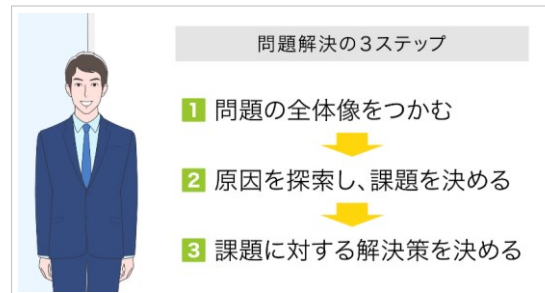 問題解決の3ステップ
1 問題の全体像をつかむ
2 原因を探索し、課題を決める
3 課題に対する解決策を決める